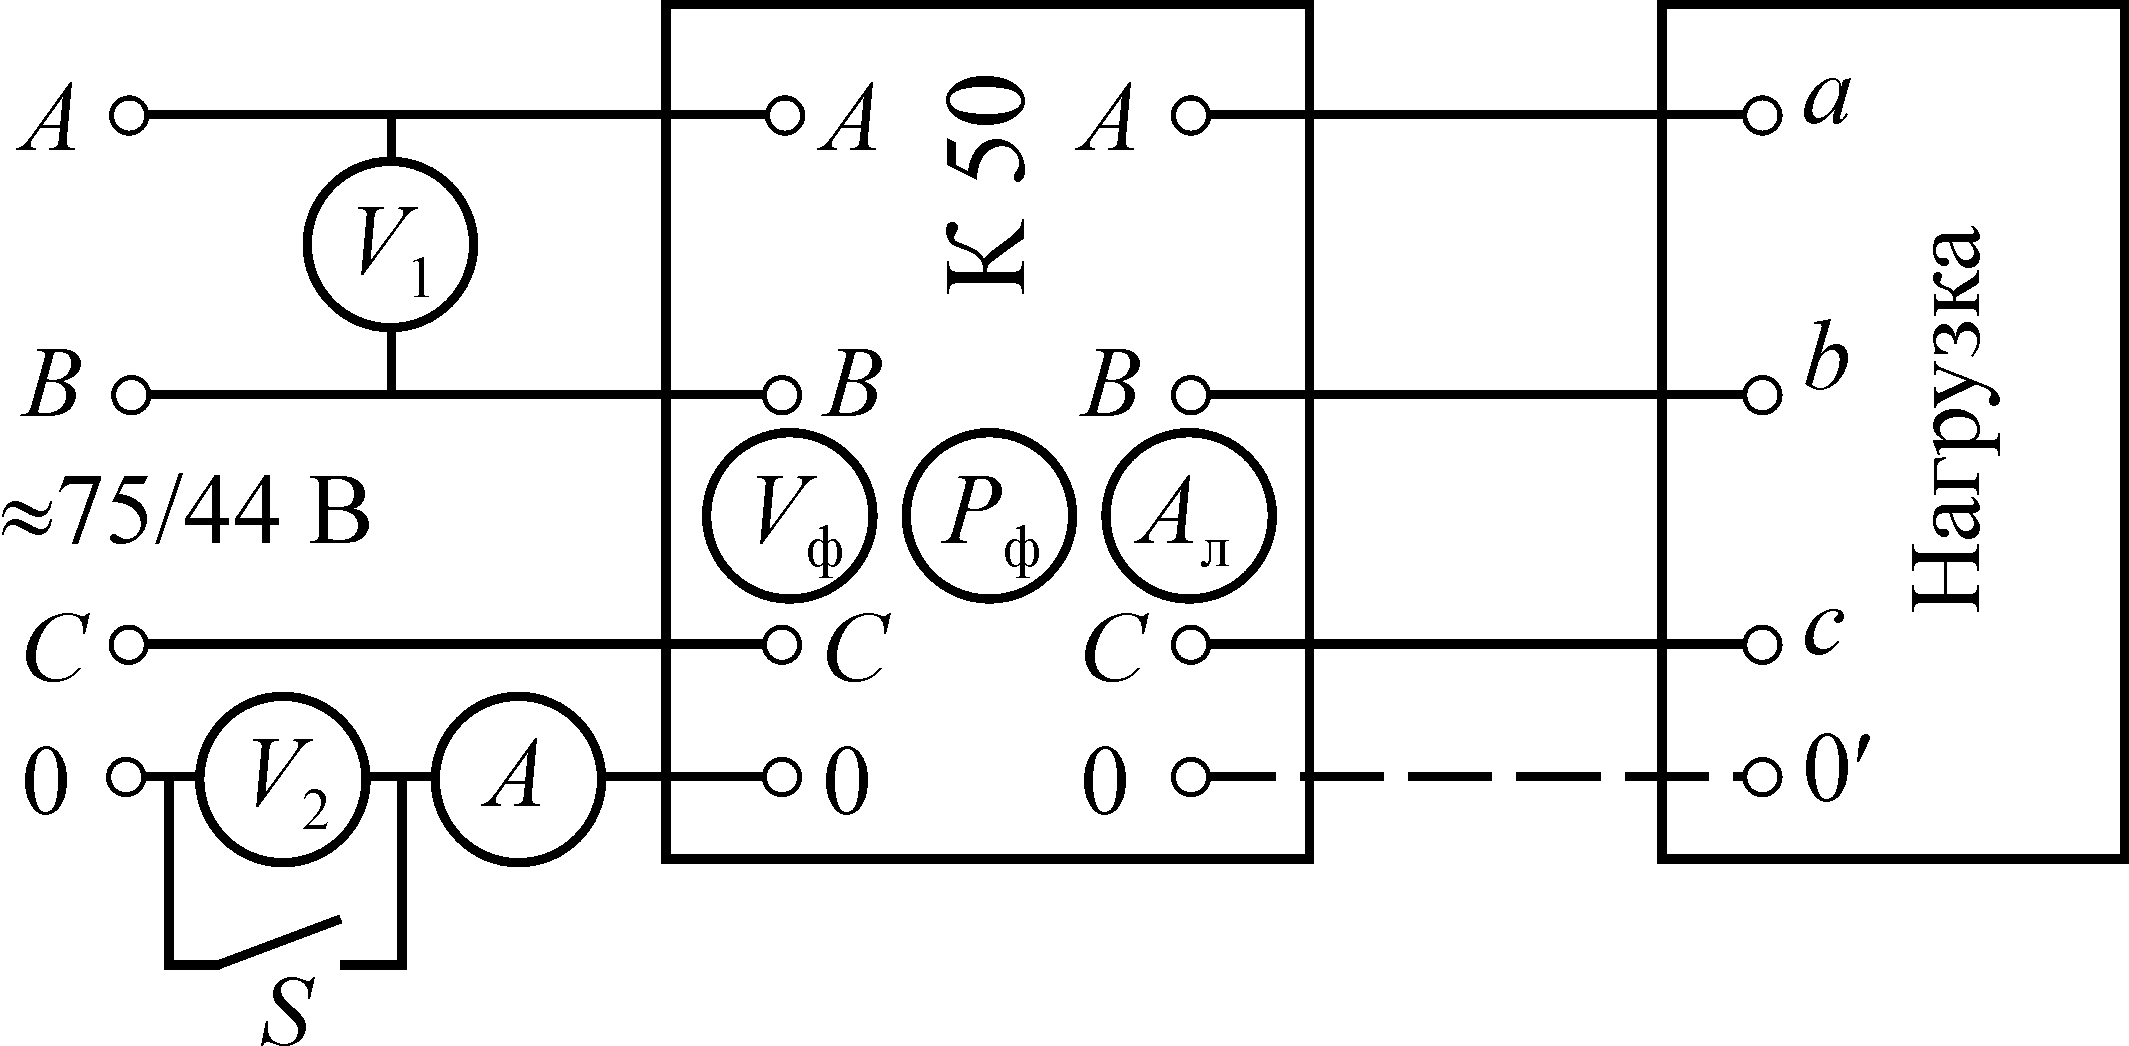 A A A a
V1
К 50
B B B b
Нагрузка
≈75/44 В Vф Pф Aл
C C C c
0 V2 A 0 0 0′
S